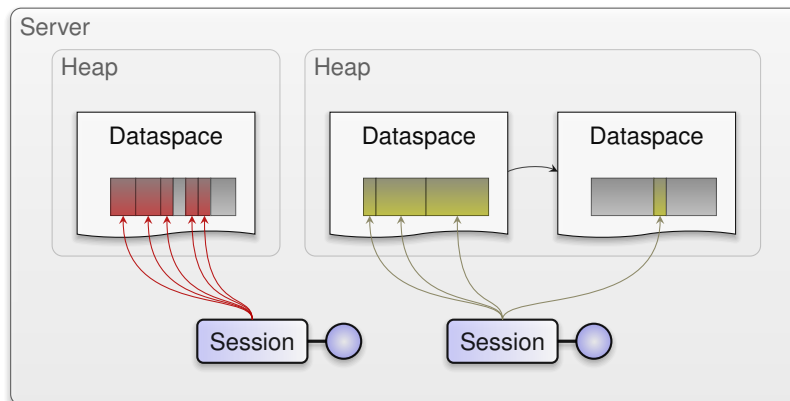 Server
Heap
Heap
Dataspace
Dataspace
Dataspace
Session
Session